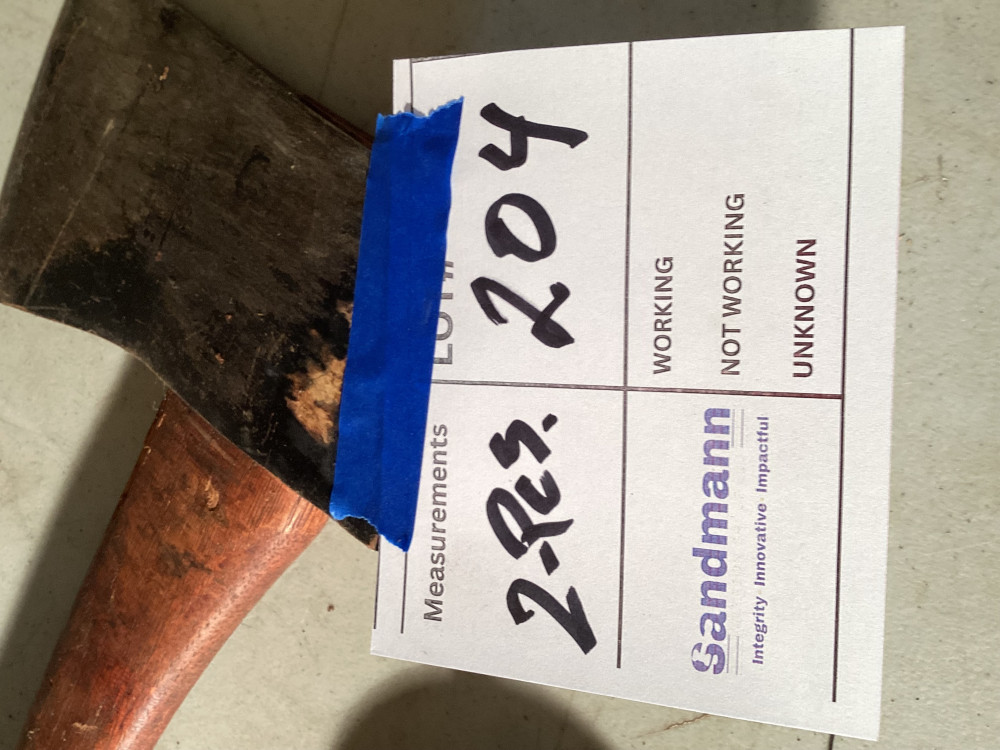 Measurements
LOT#
2-Pcs.
204
Sandmann
Integrity Innovative Impactful
WORKING
NOT WORKING
UNKNOWN